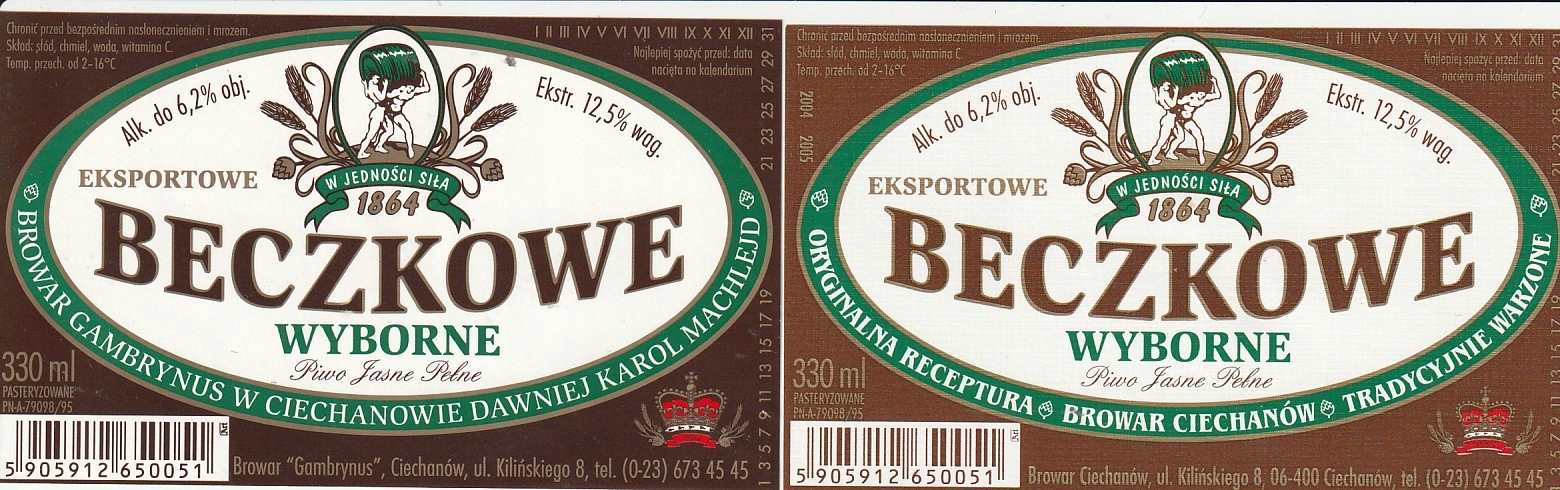 Chronić przed bezpośrednim nasłonecznieniem i mrozem.
Skład: słód, chmiel, woda, witamina C.
Temp. przech. od 2-16°C
I II III IV V VI VII VIII IX X XI XII
Najlepiej spożyć przed: data
nacięta na kalendarium
Alk. do 6,2% obj.
Ekstr. 12,5% wag.
EKSPORTOWE
W JEDNOŚCI SIŁA
1864
BECZKOWE
WYBORNE
Piwo Jasne Pełne
BROWAR GAMBRYNUS W CIECHANOWIE DAWNIEJ KAROL MACHLEJD
330 ml
PASTERYZOWANE
PN-A-79098/95
5 905912 650051
Browar "Gambrynus", Ciechanów, ul. Kilińskiego 8, tel. (0-23) 673 45 45
1 3 5 7 9 11 13 15 17 19 21 23 25 27 29 31
Chronić przed bezpośrednim nasłonecznieniem i mrozem.
Skład: słód, chmiel, woda, witamina C.
Temp. przech. od 2-16°C
I II III IV V VI VII VIII IX X XI XII
Najlepiej spożyć przed: data
nacięta na kalendarium
2004 2005
Alk. do 6,2% obj.
Ekstr. 12,5% wag.
EKSPORTOWE
W JEDNOŚCI SIŁA
1864
BECZKOWE
WYBORNE
Piwo Jasne Pełne
ORYGINALNA RECEPTURA BROWAR CIECHANÓW TRADYCYJNIE WARZONE
330 ml
PASTERYZOWANE
PN-A-79098/95
5 905912 650051
Browar Ciechanów, ul. Kilińskiego 8, 06-400 Ciechanów, tel. (0-23) 673 45 45